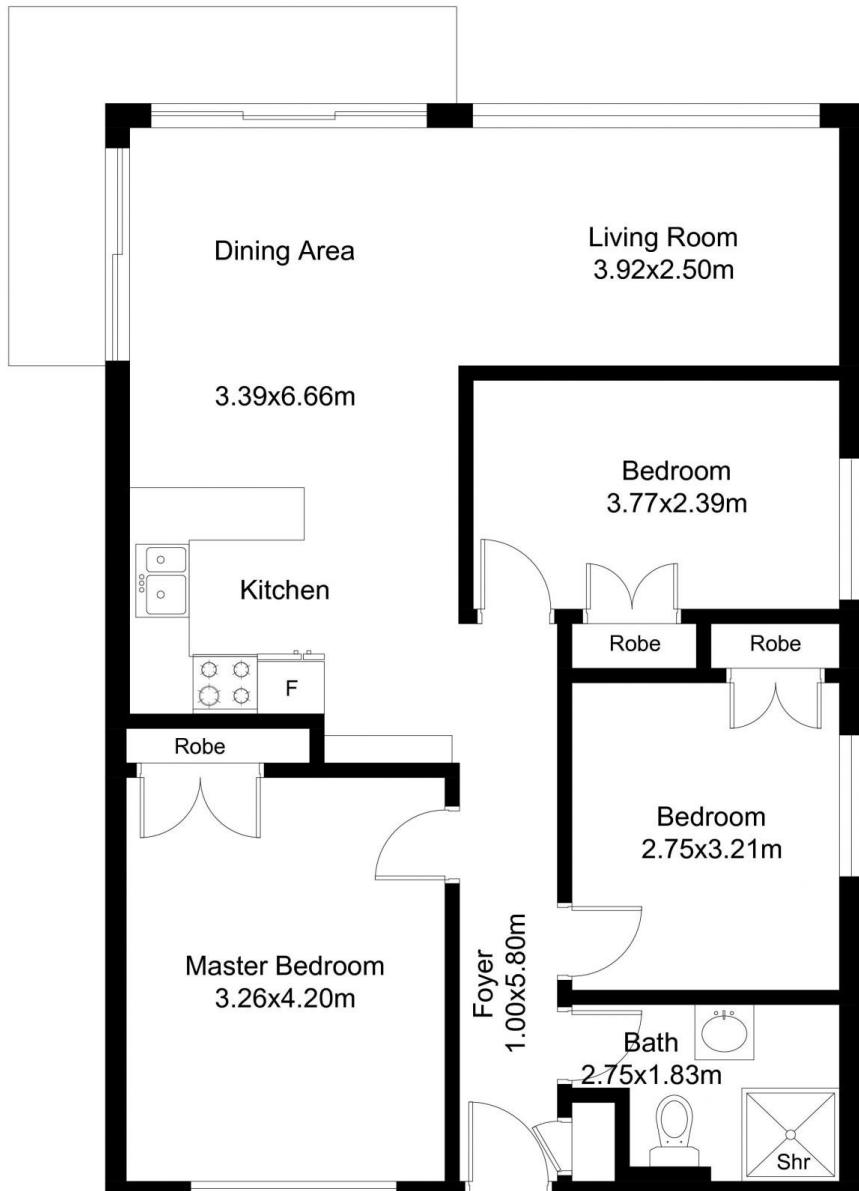 Dining Area
Living Room
3.92x2.50m
3.39x6.66m
Bedroom
3.77x2.39m
Kitchen
F
Robe
Robe
Robe
Bedroom
2.75x3.21m
Master Bedroom
3.26x4.20m
Foyer
1.00x5.80m
Bath
2.75x1.83m
Shr